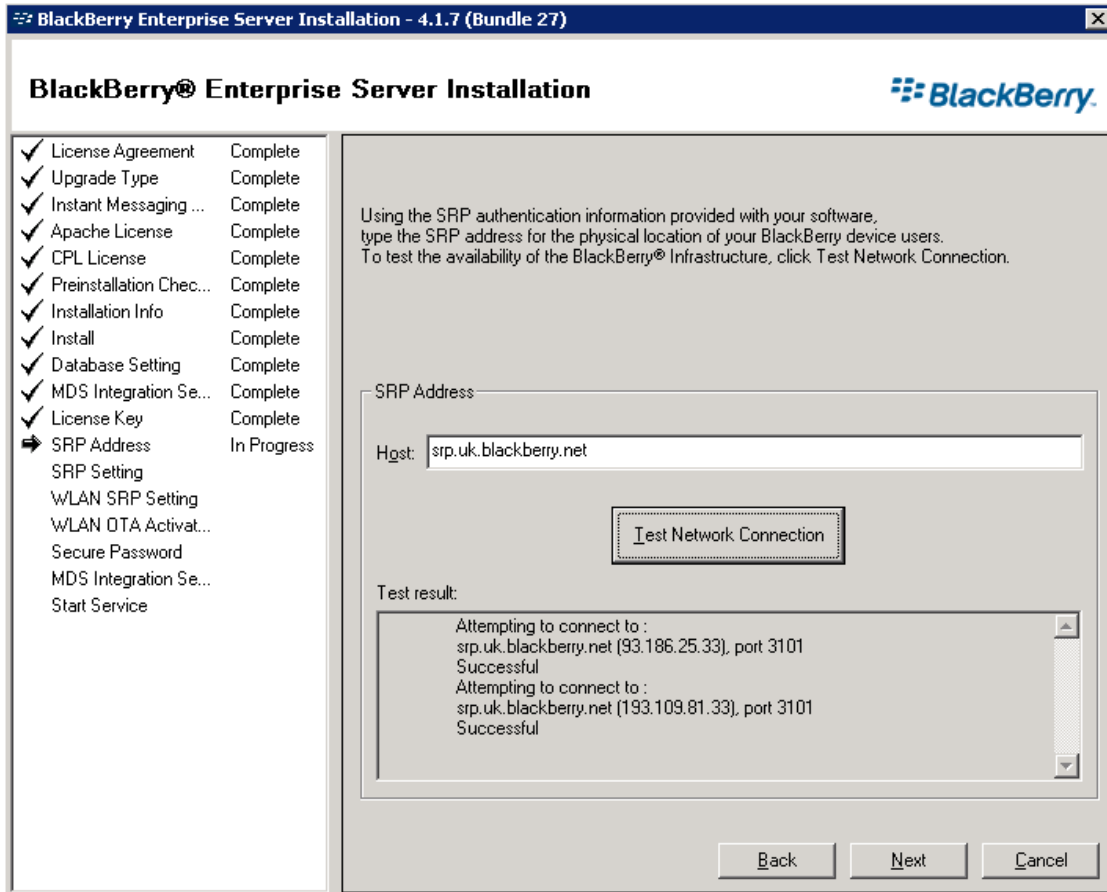 BlackBerry Enterprise Server Installation - 4.1.7 (Bundle 27)
BlackBerry® Enterprise Server Installation
BlackBerry.
License Agreement Complete
Upgrade Type Complete
Instant Messaging ... Complete
Apache License Complete
CPL License Complete
Preinstallation Chec... Complete
Installation Info Complete
Install Complete
Database Setting Complete
MDS Integration Se... Complete
License Key Complete
SRP Address In Progress
SRP Setting
WLAN SRP Setting
WLAN OTA Activat...
Secure Password
MDS Integration Se...
Start Service
Using the SRP authentication information provided with your software,
type the SRP address for the physical location of your BlackBerry device users.
To test the availability of the BlackBerry® Infrastructure, click Test Network Connection.
SRP Address
Host: srp.uk.blackberry.net
Test Network Connection
Test result:
Attempting to connect to :
srp.uk.blackberry.net (93.186.25.33), port 3101
Successful
Attempting to connect to :
srp.uk.blackberry.net (193.109.81.33), port 3101
Successful
Back Next Cancel